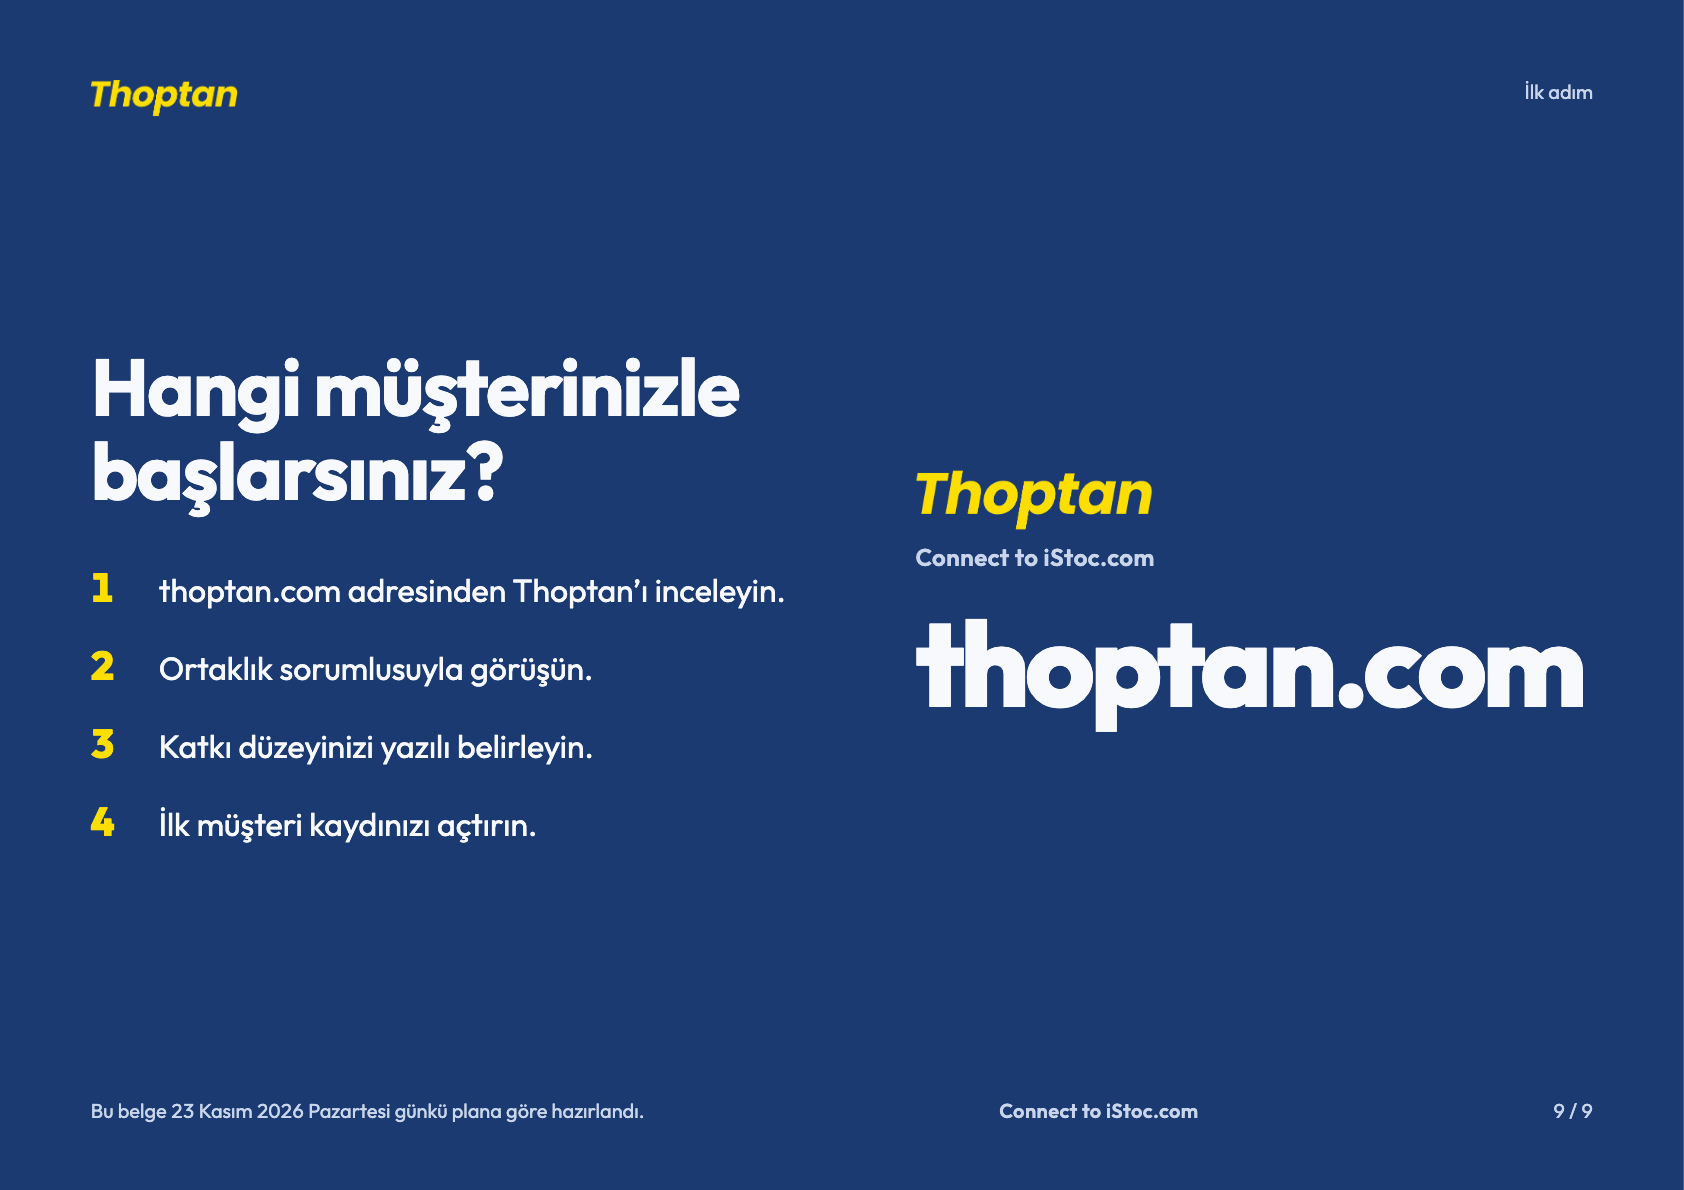 Thoptan
İlk adım
Hangi müşterinizle
başlarsınız?
1 thoptan.com adresinden Thoptan’ı inceleyin.
2 Ortaklık sorumlusuyla görüşün.
3 Katkı düzeyinizi yazılı belirleyin.
4 İlk müşteri kaydınızı açtırın.
Thoptan
Connect to iStoc.com
thoptan.com
Bu belge 23 Kasım 2026 Pazartesi günkü plana göre hazırlandı.
Connect to iStoc.com
9 / 9